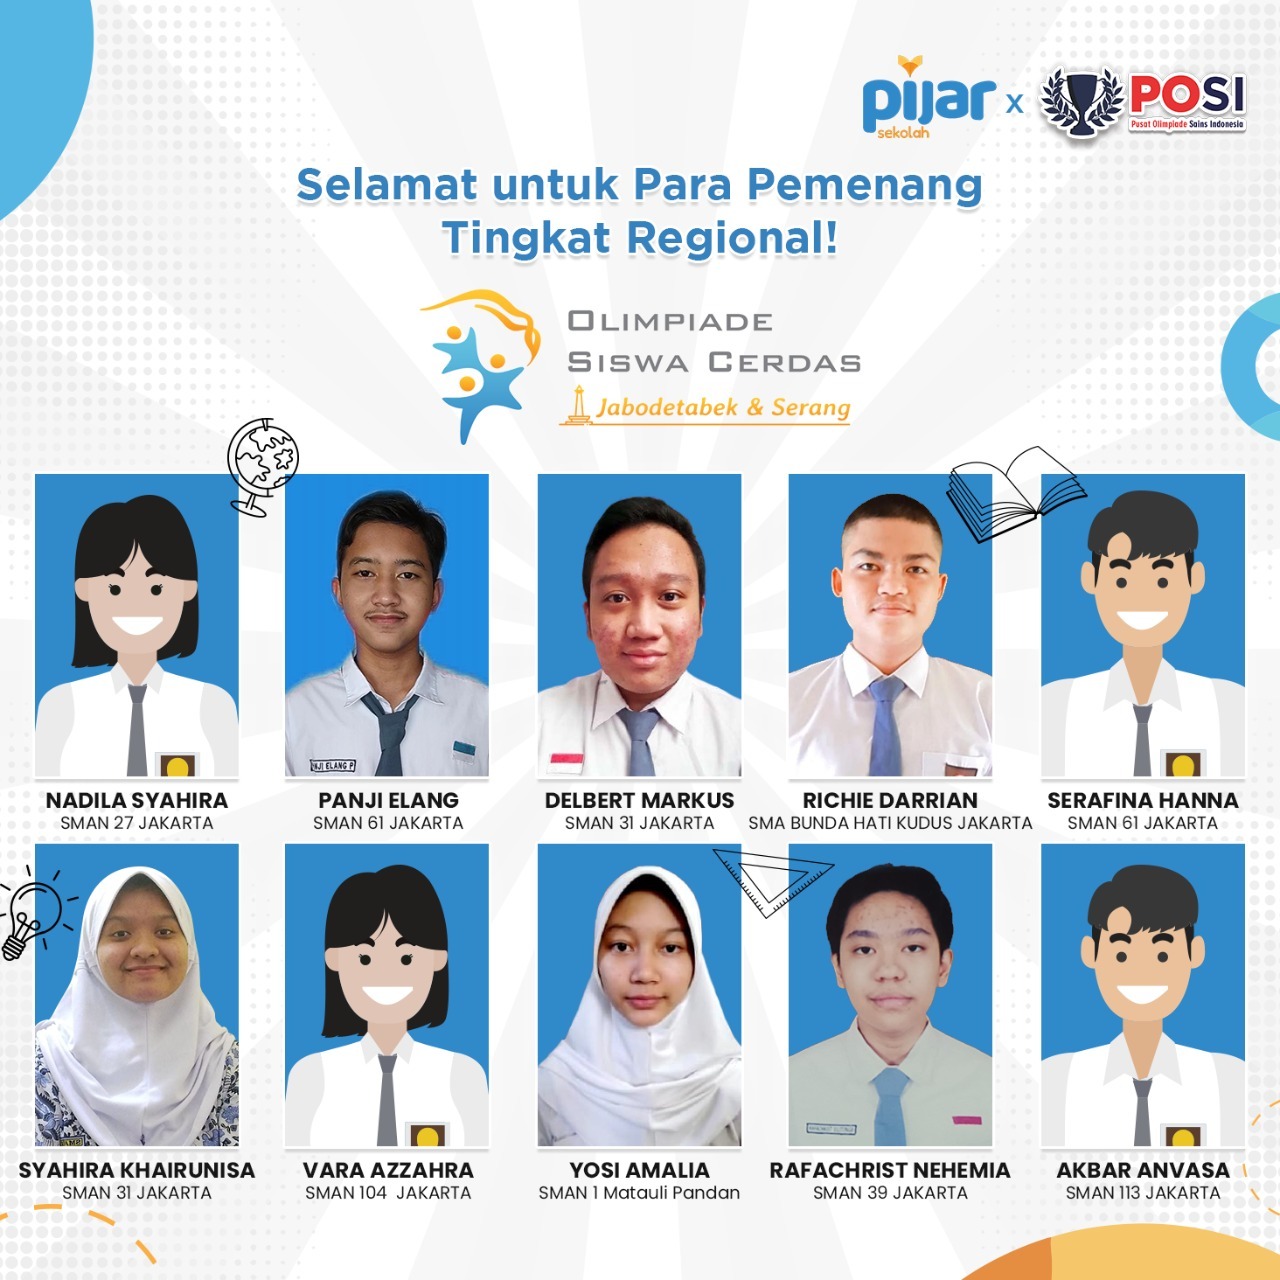 pijar
sekolah
x
POSI
Pusat Olimpiade Sains Indonesia
Selamat untuk Para Pemenang
Tingkat Regional!
OLIMPIADE
SISWA CERDAS
Jabodetabek & Serang
PANJI ELANG P
NADILA SYAHIRA
SMAN 27 JAKARTA
PANJI ELANG
SMAN 61 JAKARTA
DELBERT MARKUS
SMAN 31 JAKARTA
RICHIE DARRIAN
SMA BUNDA HATI KUDUS JAKARTA
SERAFINA HANNA
SMAN 61 JAKARTA
SYAHIRA KHAIRUNISA
SMAN 31 JAKARTA
VARA AZZAHRA
SMAN 104 JAKARTA
YOSI AMALIA
SMAN 1 Matauli Pandan
RAFACHRIST NEHEMIA
SMAN 39 JAKARTA
AKBAR ANVASA
SMAN 113 JAKARTA